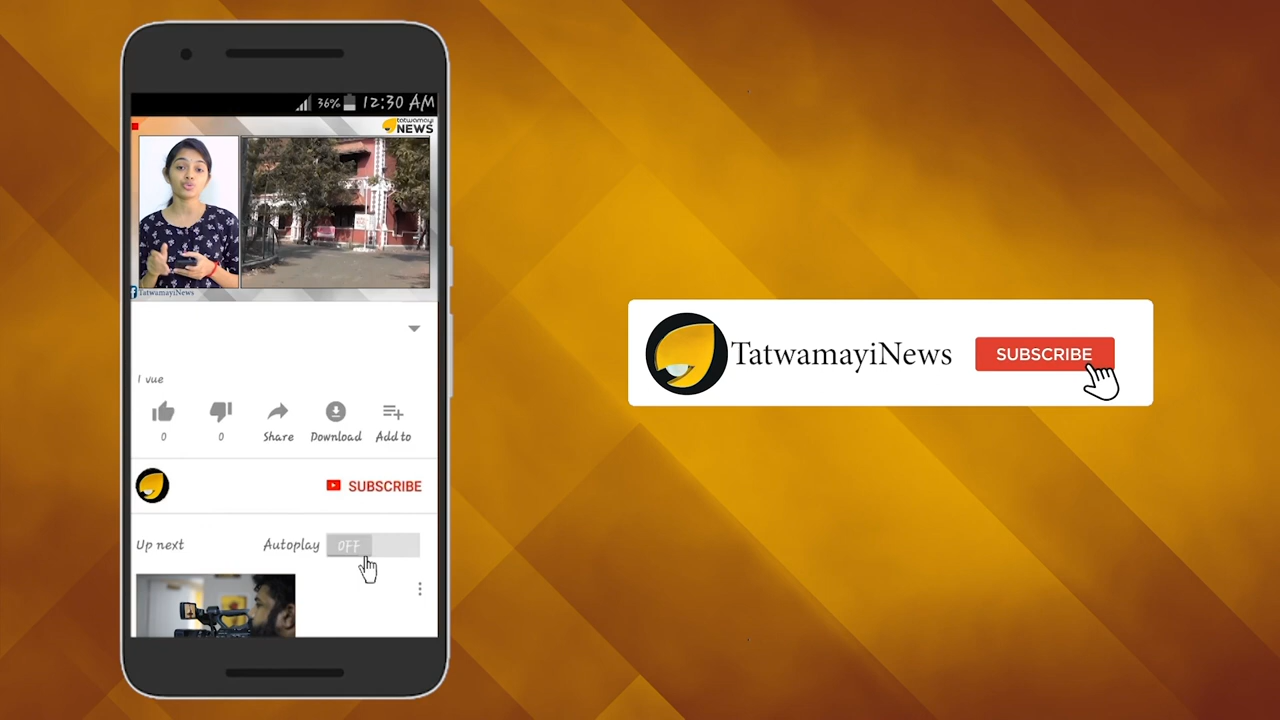 36% 12:30 AM
tatwamayi
NEWS
TatwamayiNews
1 vue
0 0 Share Download Add to
SUBSCRIBE
Up next Autoplay OFF
TatwamayiNews SUBSCRIBE